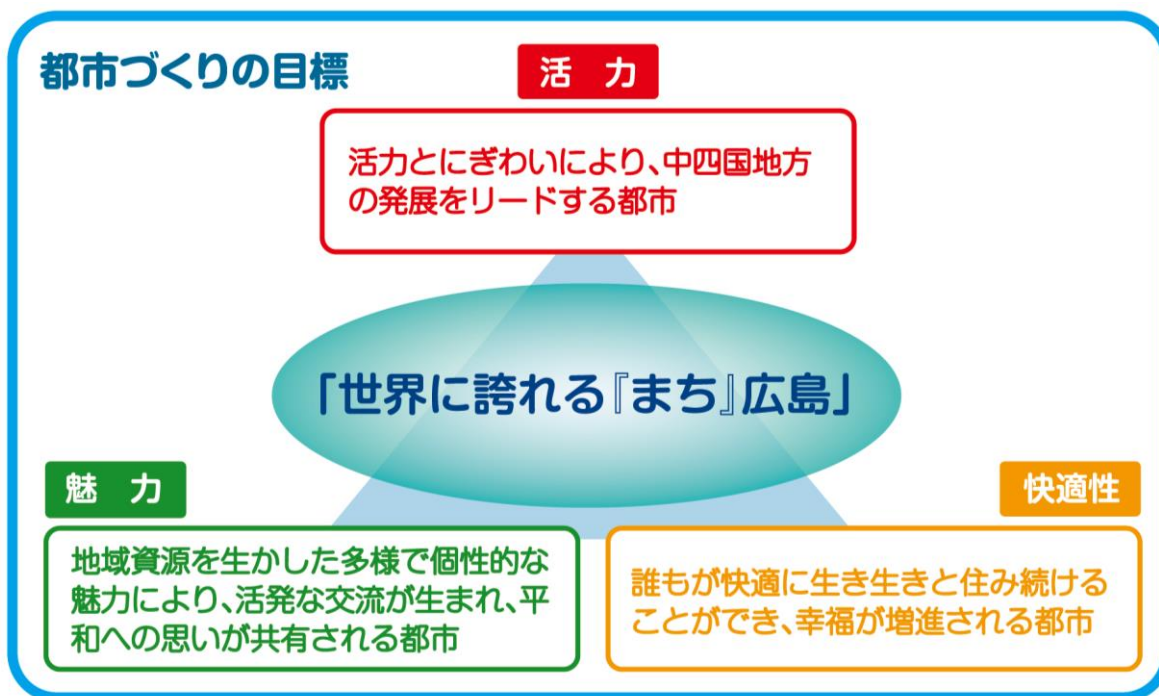 都市づくりの目標
活 力
活力とにぎわいにより、中四国地方
の発展をリードする都市
「世界に誇れる『まち』広島」
魅 力
地域資源を生かした多様で個性的な
魅力により、活発な交流が生まれ、平
和への思いが共有される都市
快適性
誰もが快適に生き生きと住み続ける
ことができ、幸福が増進される都市